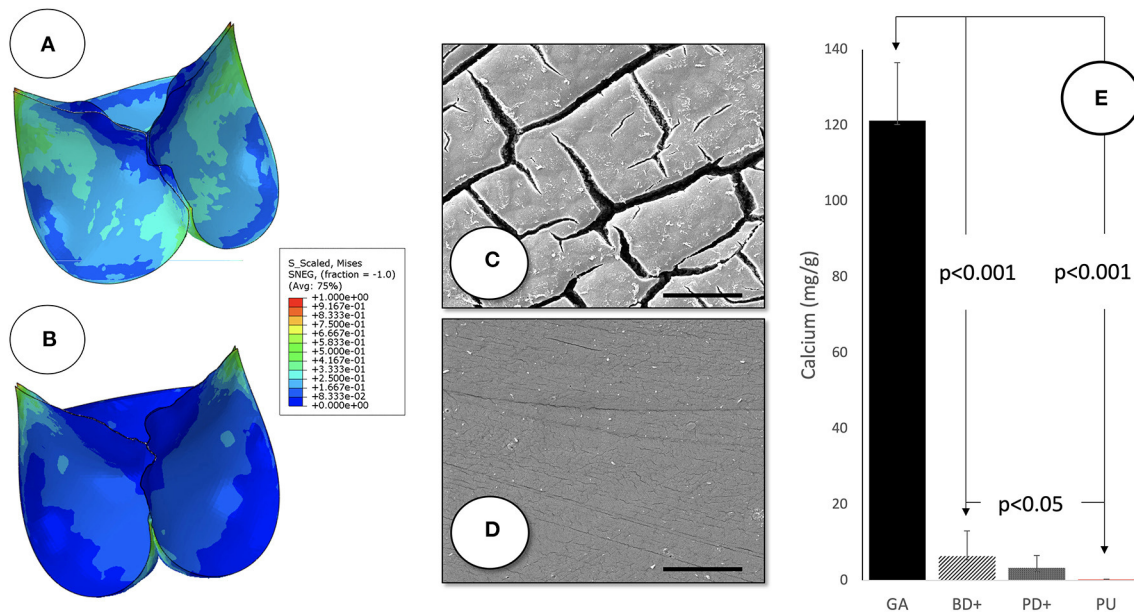 A
B
S_Scaled, Mises
SNEG, (fraction = -1.0)
(Avg: 75%)
+1.000e+00
+9.167e-01
+8.333e-01
+7.500e-01
+6.667e-01
+5.833e-01
+5.000e-01
+4.167e-01
+3.333e-01
+2.500e-01
+1.667e-01
+8.333e-02
+0.000e+00
C
D
E
Calcium (mg/g)
140
120
100
80
60
40
20
0
p<0.001
p<0.001
p<0.05
GA
BD+
PD+
PU